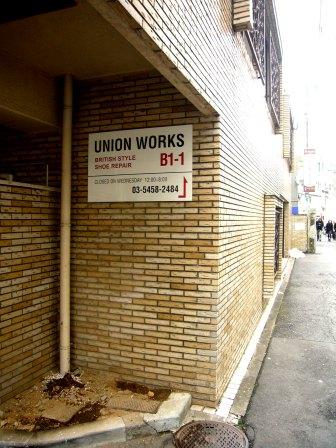 UNION WORKS
BRITISH STYLE
SHOE REPAIR
B1-1
CLOSED ON WEDNESDAY 12:00-8:00
03-5458-2484